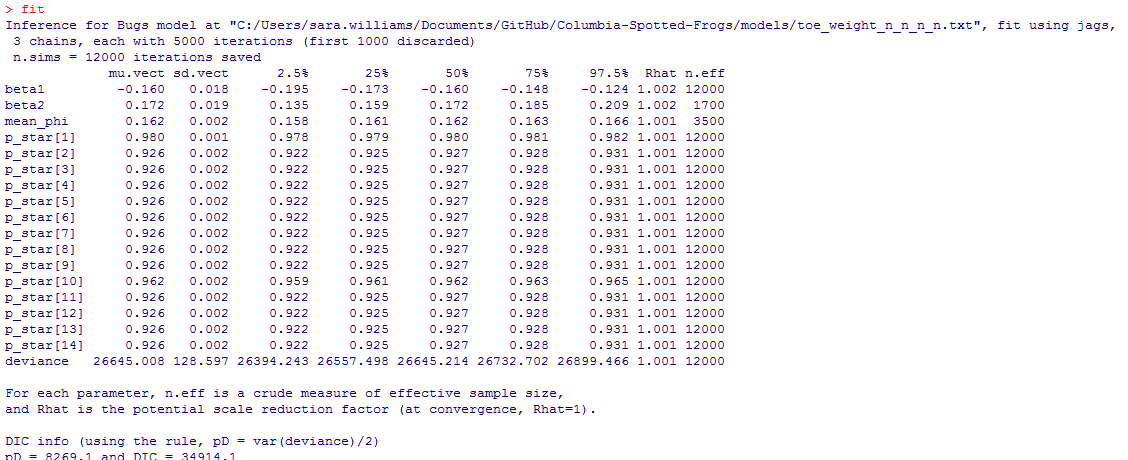 > fit
Inference for Bugs model at "C:/Users/sara.williams/Documents/GitHub/Columbia-Spotted-Frogs/models/toe_weight_n_n_n_n.txt", fit using jags,
 3 chains, each with 5000 iterations (first 1000 discarded)
 n.sims = 12000 iterations saved
             mu.vect sd.vect      2.5%       25%       50%       75%     97.5%  Rhat n.eff
beta1         -0.160   0.018    -0.195    -0.173    -0.160    -0.148    -0.124 1.002 12000
beta2          0.172   0.019     0.135     0.159     0.172     0.185     0.209 1.002  1700
mean_phi       0.162   0.002     0.158     0.161     0.162     0.163     0.166 1.001  3500
p_star[1]      0.980   0.001     0.978     0.979     0.980     0.981     0.982 1.001 12000
p_star[2]      0.926   0.002     0.922     0.925     0.927     0.928     0.931 1.001 12000
p_star[3]      0.926   0.002     0.922     0.925     0.927     0.928     0.931 1.001 12000
p_star[4]      0.926   0.002     0.922     0.925     0.927     0.928     0.931 1.001 12000
p_star[5]      0.926   0.002     0.922     0.925     0.927     0.928     0.931 1.001 12000
p_star[6]      0.926   0.002     0.922     0.925     0.927     0.928     0.931 1.001 12000
p_star[7]      0.926   0.002     0.922     0.925     0.927     0.928     0.931 1.001 12000
p_star[8]      0.926   0.002     0.922     0.925     0.927     0.928     0.931 1.001 12000
p_star[9]      0.926   0.002     0.922     0.925     0.927     0.928     0.931 1.001 12000
p_star[10]     0.962   0.002     0.959     0.961     0.962     0.963     0.965 1.001 12000
p_star[11]     0.926   0.002     0.922     0.925     0.927     0.928     0.931 1.001 12000
p_star[12]     0.926   0.002     0.922     0.925     0.927     0.928     0.931 1.001 12000
p_star[13]     0.926   0.002     0.922     0.925     0.927     0.928     0.931 1.001 12000
p_star[14]     0.926   0.002     0.922     0.925     0.927     0.928     0.931 1.001 12000
deviance   26645.008 128.597 26394.243 26557.498 26645.214 26732.702 26899.466 1.001 12000

For each parameter, n.eff is a crude measure of effective sample size,
and Rhat is the potential scale reduction factor (at convergence, Rhat=1).

DIC info (using the rule, pD = var(deviance)/2)
pD = 8269.1 and DIC = 34914.1